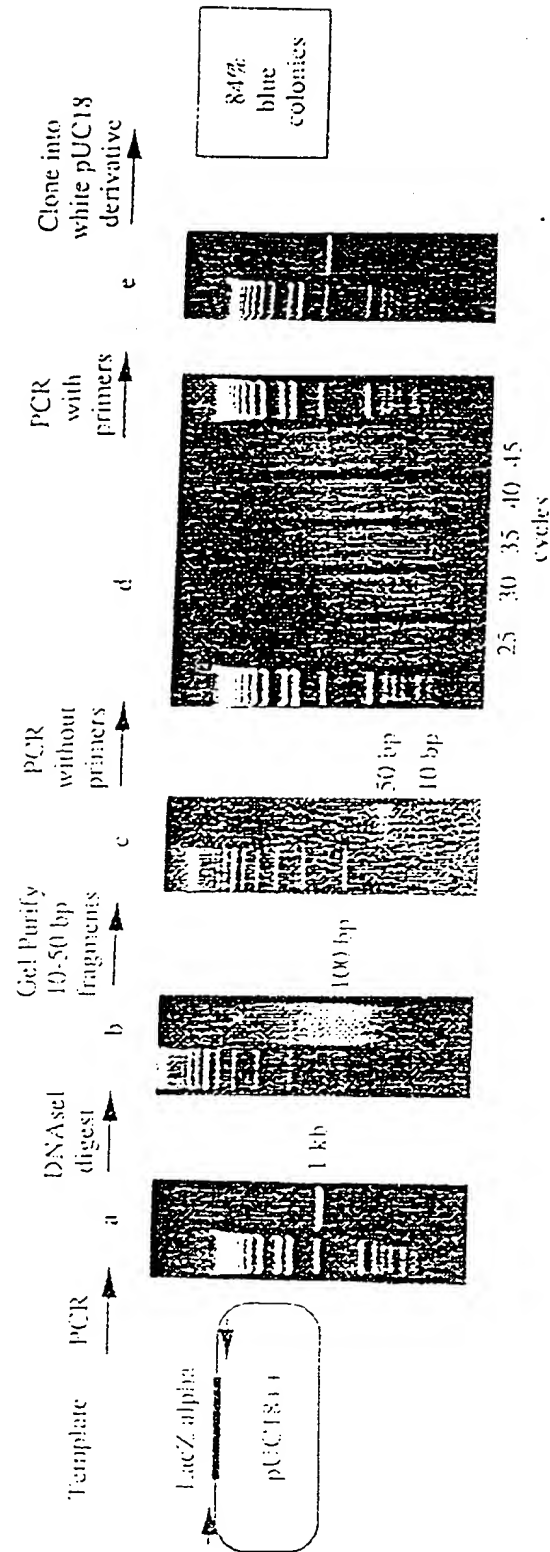 Template
PCR
DNAseI
digest
Gel Purify
10-50 bp
fragments
PCR
without
primers
PCR
with
primers
Clone into
white pUC18
derivative
LacZ alpha
a
1 kb
b
100 bp
c
50 bp
10 bp
d
25 30 35 40 45
cycles
e
84%
blue
colonies